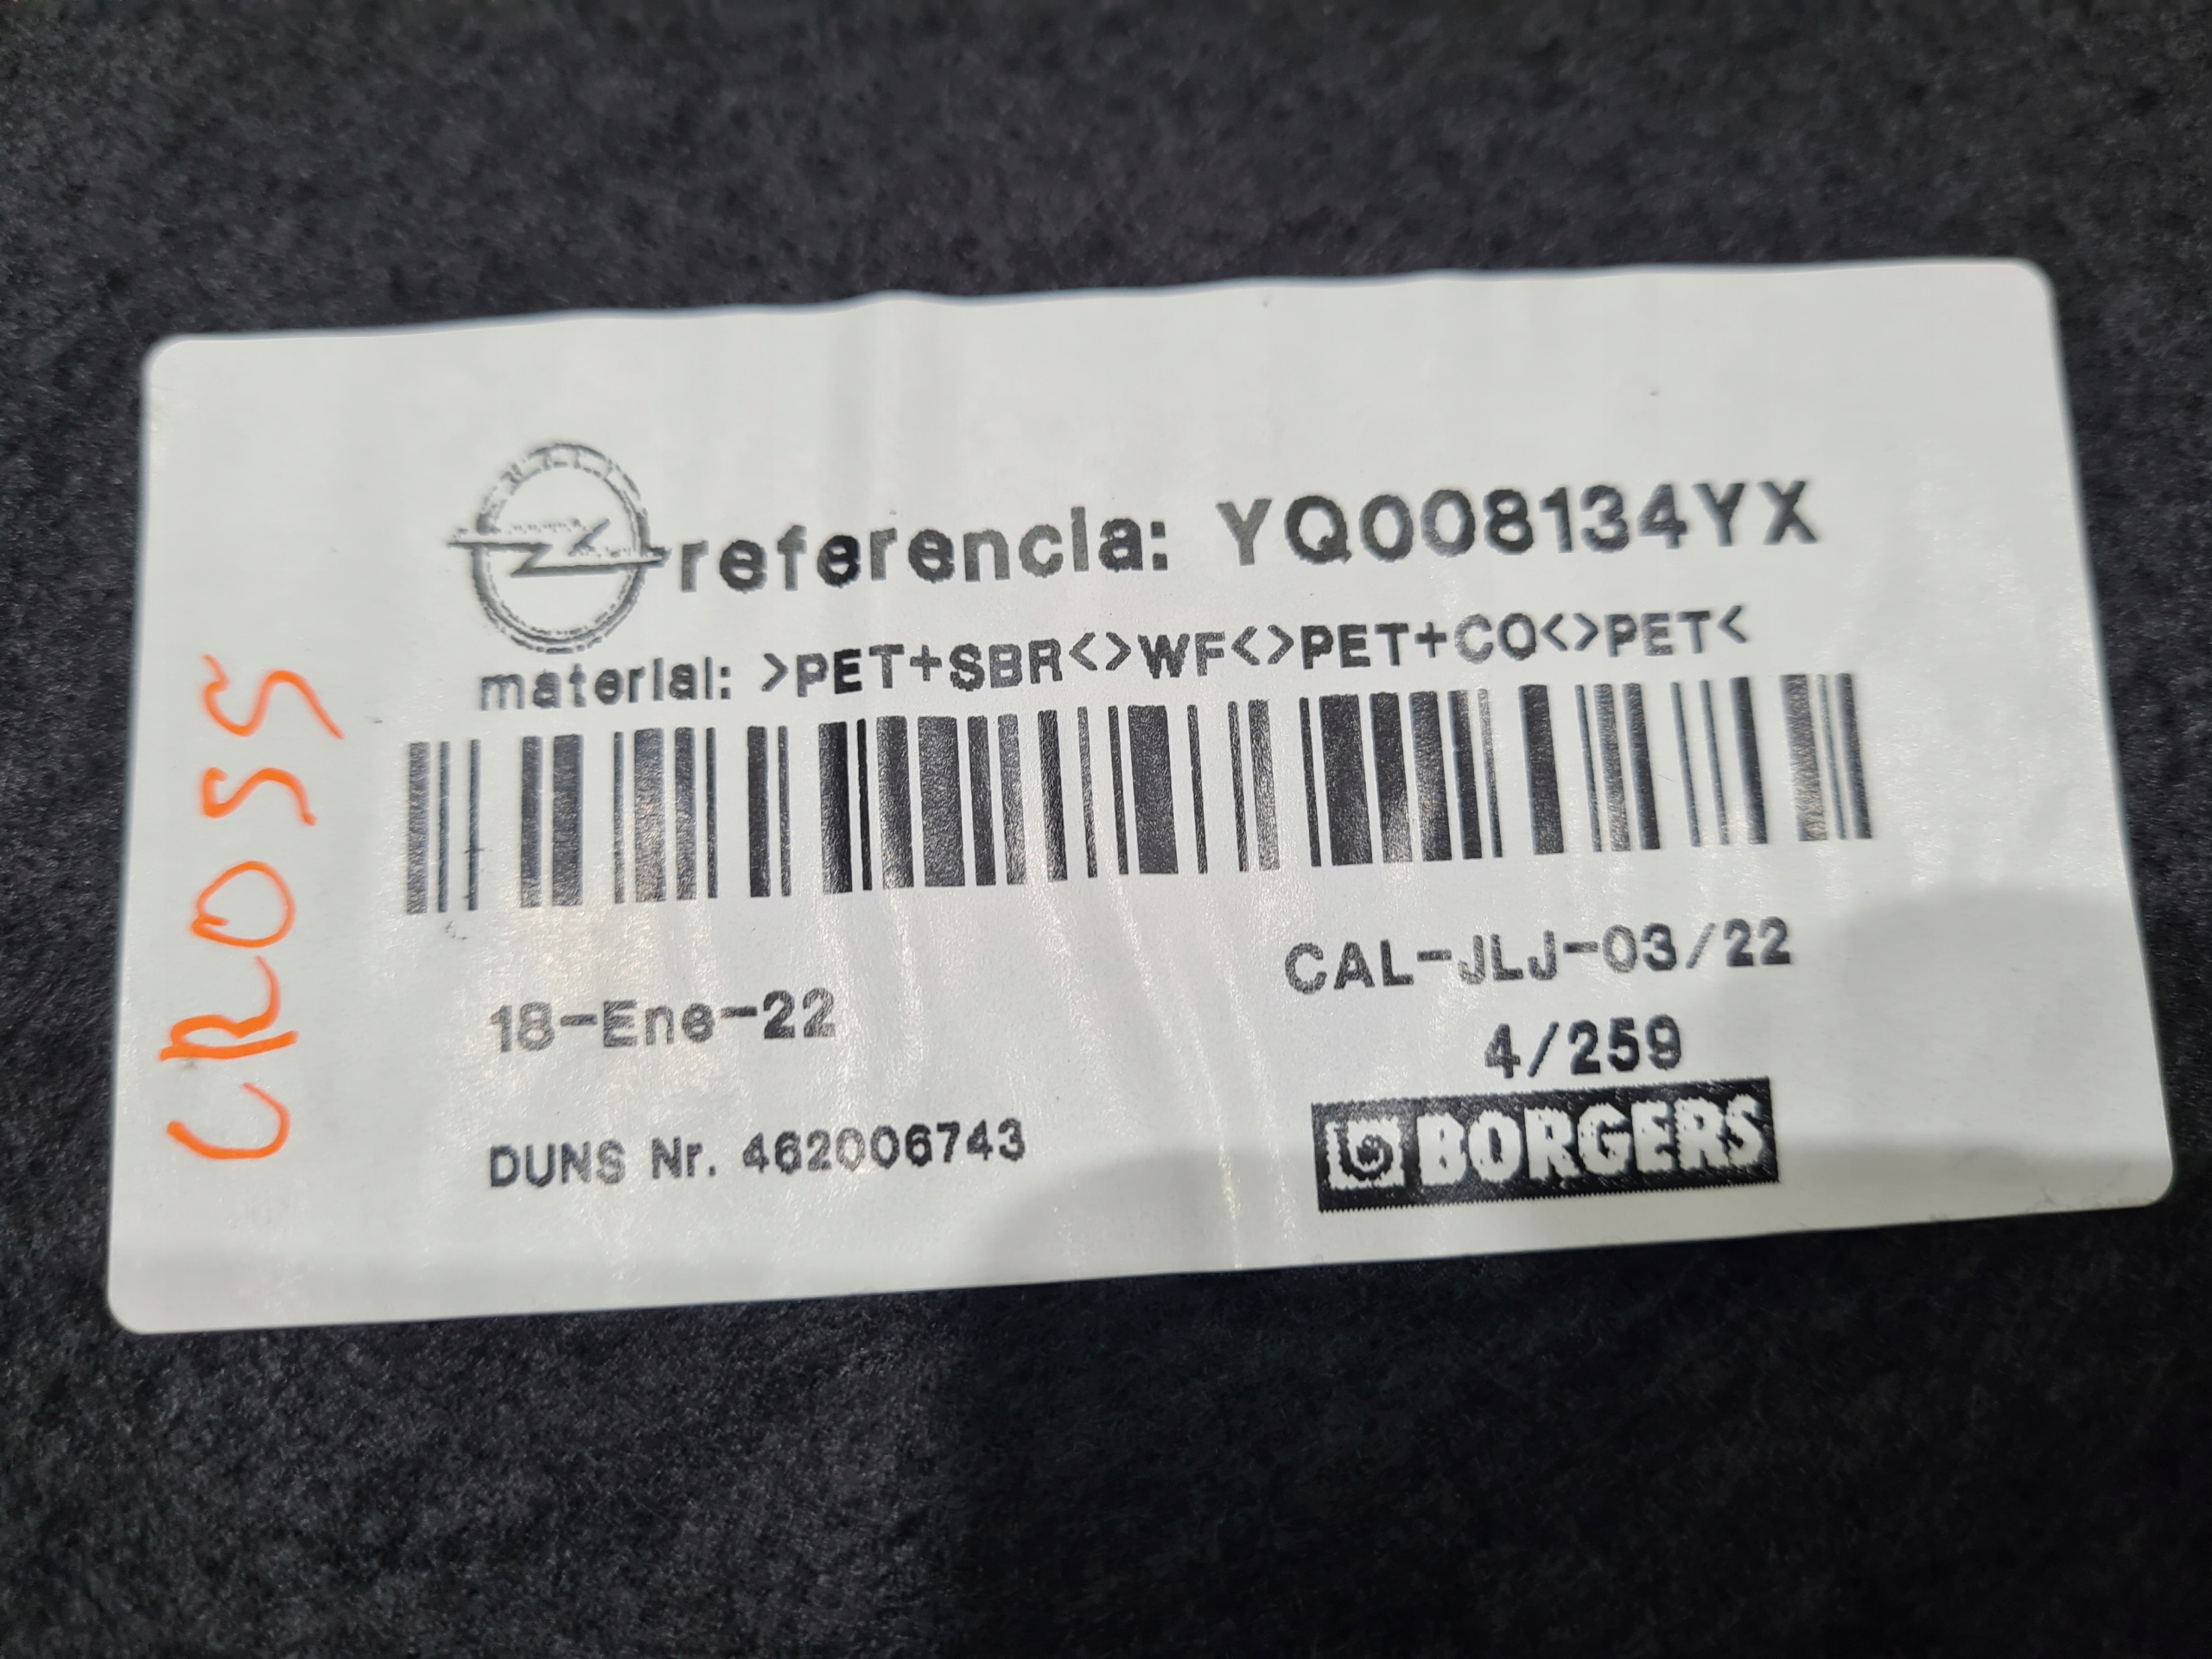 referencia: YQ008134YX
material: >PET+SBR<>WF<>PET+CO<>PET<
18-Ene-22
CAL-JLJ-03/22
4/259
DUNS Nr. 462006743
BORGERS
CROSS